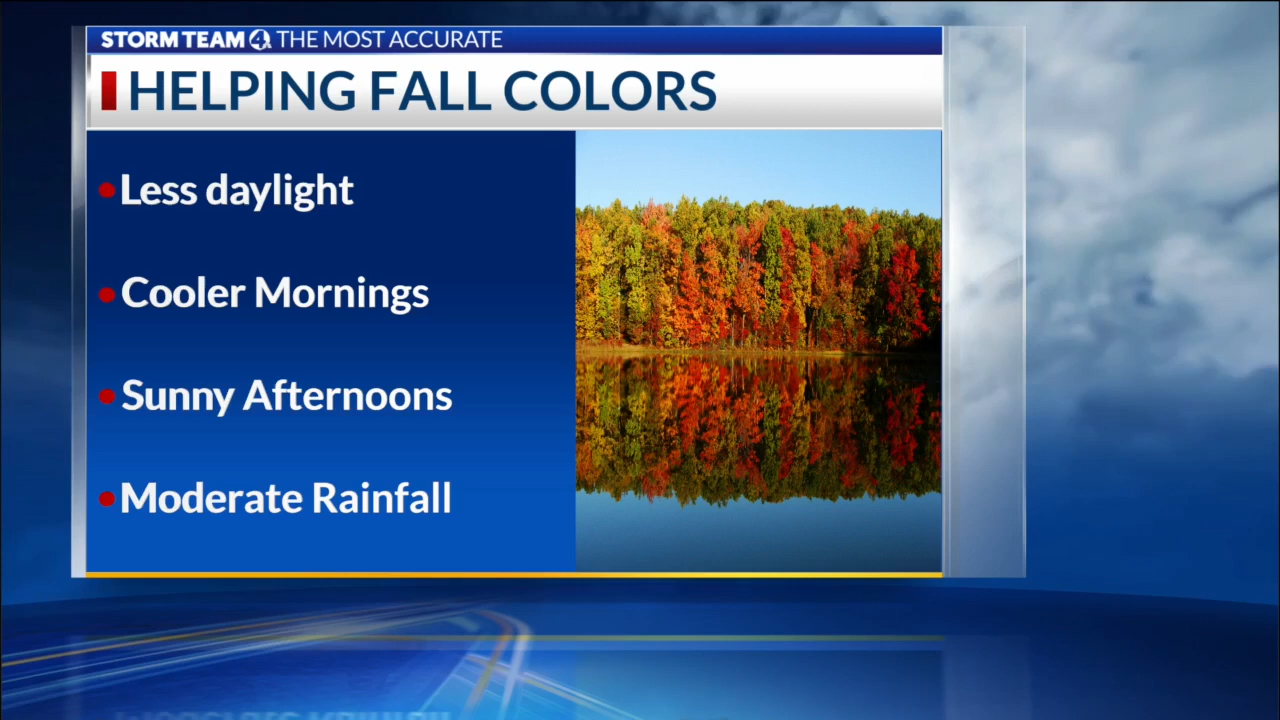 STORM TEAM 4 THE MOST ACCURATE
HELPING FALL COLORS
Less daylight
Cooler Mornings
Sunny Afternoons
Moderate Rainfall